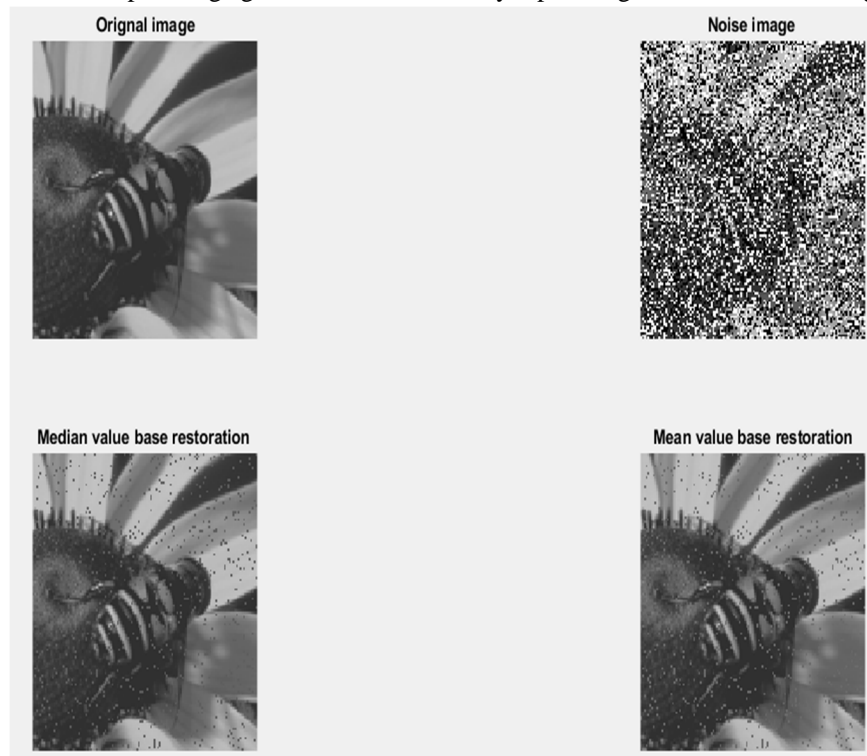 Orignal image
Noise image
Median value base restoration
Mean value base restoration